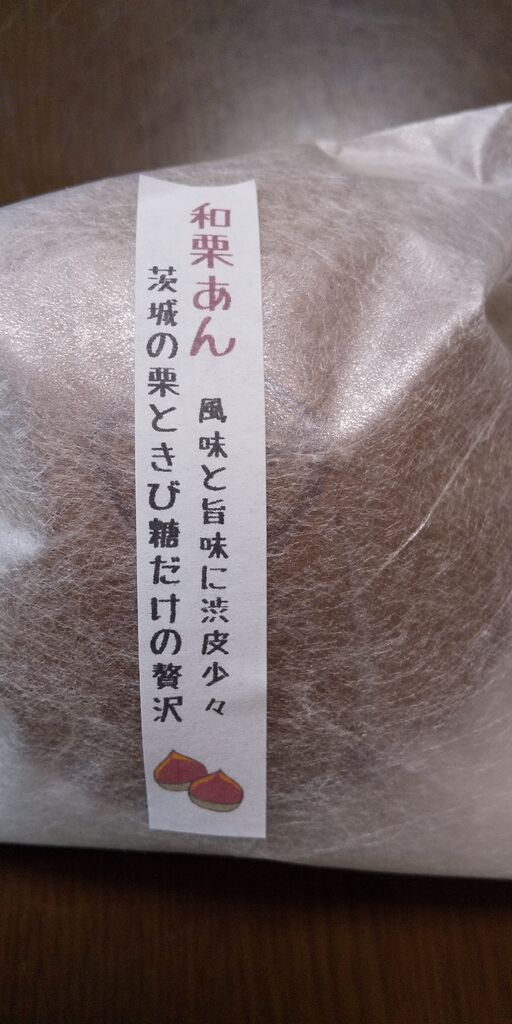 和栗あん
風味と旨味に渋皮少々
茨城の栗ときび糖だけの贅沢